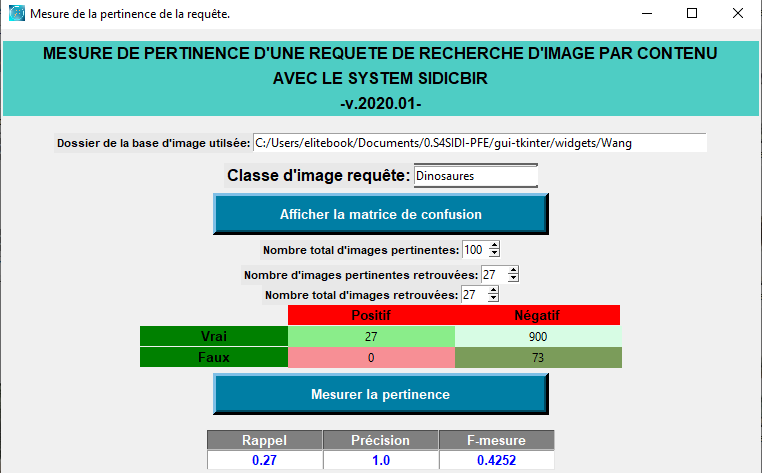 Mesure de la pertinence de la requête.
MESURE DE PERTINENCE D'UNE REQUETE DE RECHERCHE D'IMAGE PAR CONTENU
AVEC LE SYSTEM SIDICBIR
-v.2020.01-
Dossier de la base d'image utilsée: C:/Users/elitebook/Documents/0.S4SIDI-PFE/gui-tkinter/widgets/Wang
Classe d'image requête: Dinosaures
Afficher la matrice de confusion
Nombre total d'images pertinentes: 100
Nombre d'images pertinentes retrouvées: 27
Nombre total d'images retrouvées: 27
Positif Négatif
Vrai 27 900
Faux 0 73
Mesurer la pertinence
Rappel Précision F-mesure
0.27 1.0 0.4252